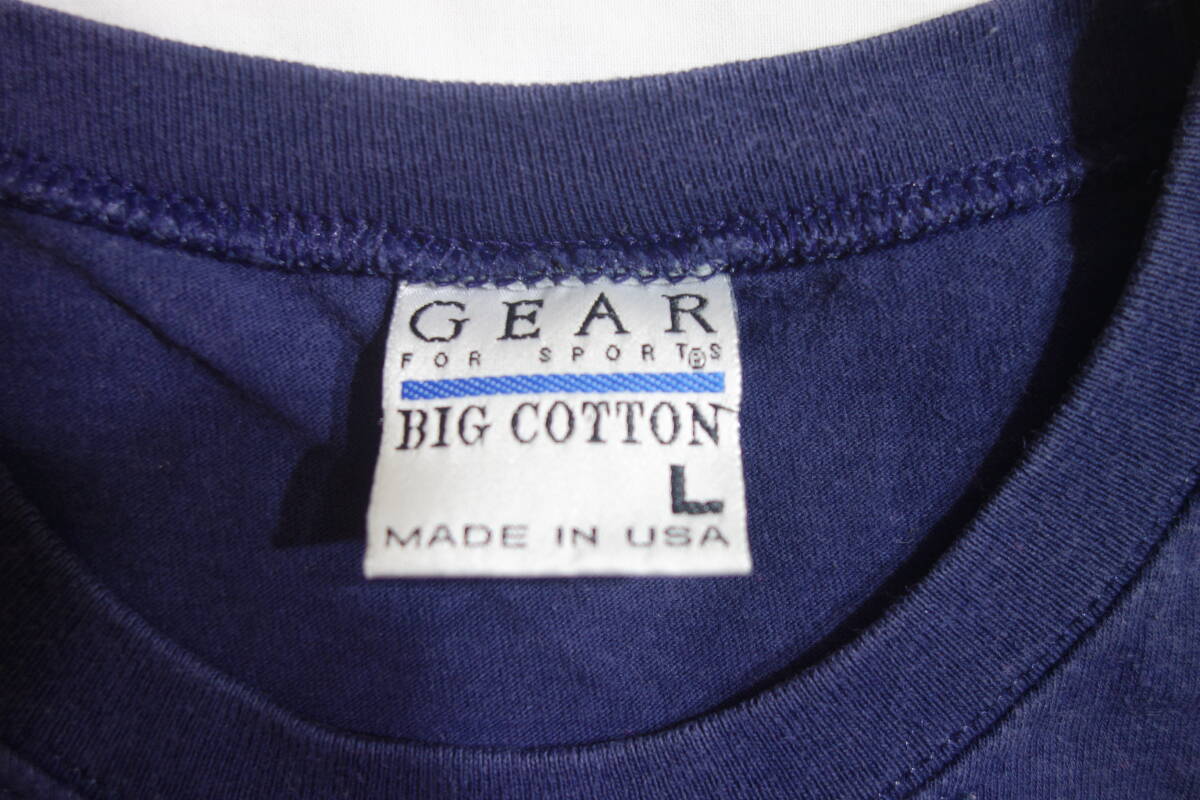 GEAR
FOR SPORTS®
BIG COTTON
L
MADE IN USA